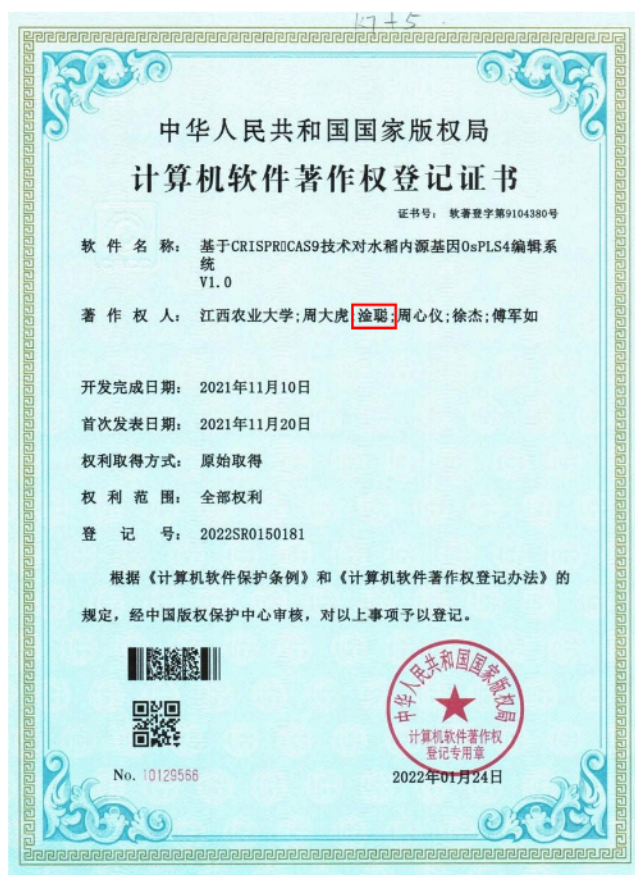 K7+5
中华人民共和国国家版权局
计算机软件著作权登记证书
证书号： 软著登字第9104380号
软件名称： 基于CRISPR▯CAS9技术对水稻内源基因OsPLS4编辑系
统
V1.0
著作权人： 江西农业大学;周大虎;淦聪;周心仪;徐杰;傅军如
开发完成日期： 2021年11月10日
首次发表日期： 2021年11月20日
权利取得方式： 原始取得
权利范围： 全部权利
登记号： 2022SR0150181
根据《计算机软件保护条例》和《计算机软件著作权登记办法》的
规定，经中国版权保护中心审核，对以上事项予以登记。
中华人民共和国国家版权局
计算机软件著作权
登记专用章
No. 10129566
2022年01月24日